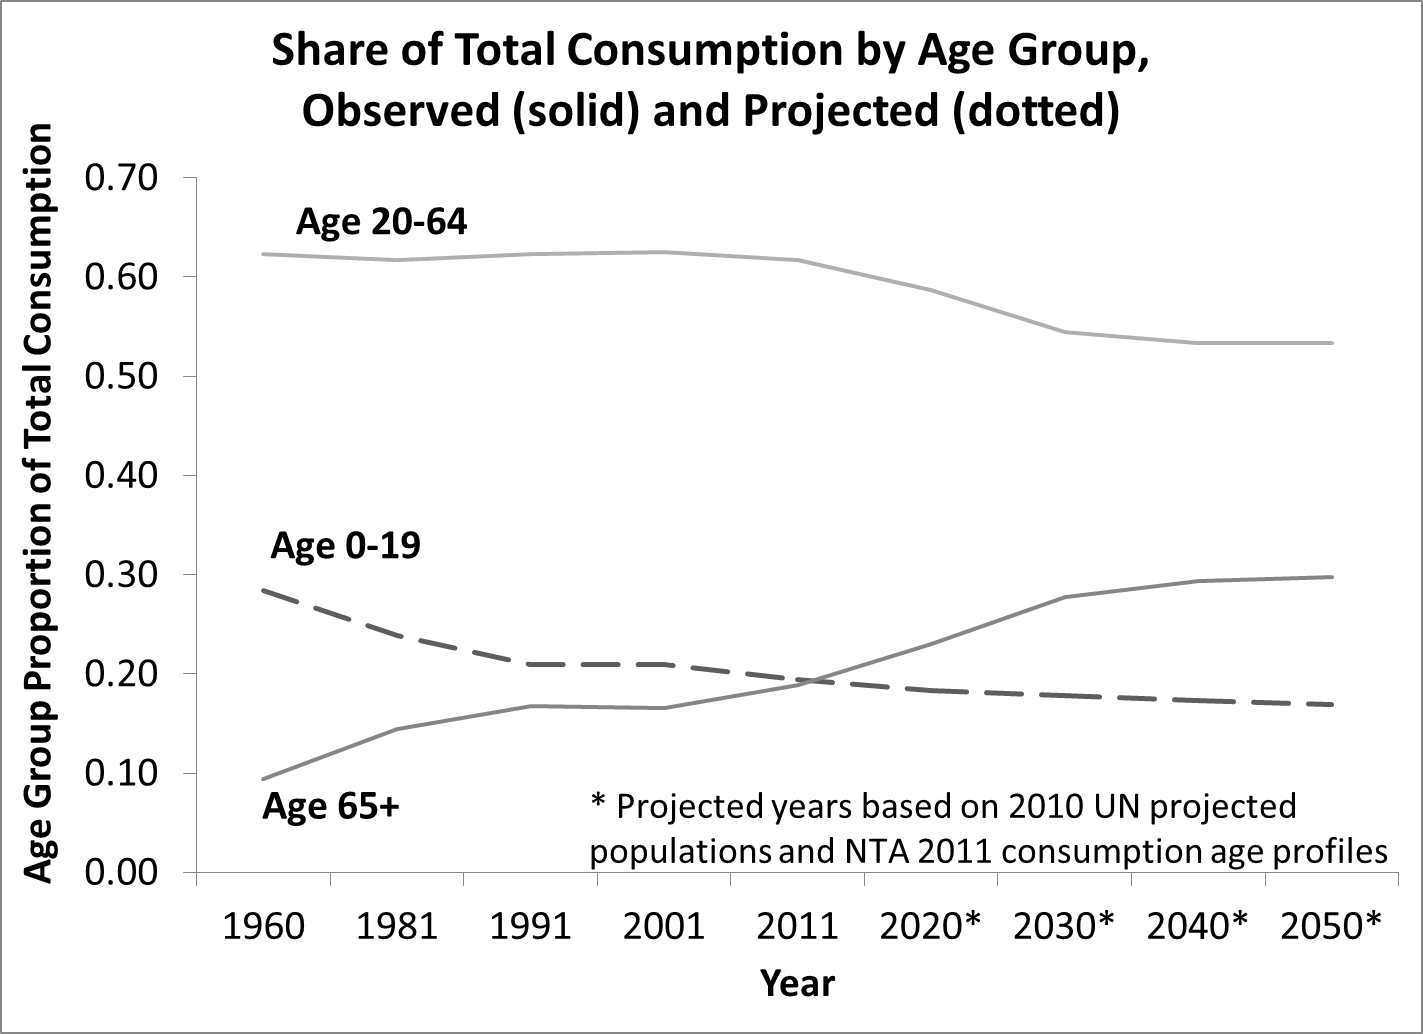 Share of Total Consumption by Age Group,
Observed (solid) and Projected (dotted)
Age Group Proportion of Total Consumption
0.70
0.60
0.50
0.40
0.30
0.20
0.10
0.00
Age 20-64
Age 0-19
Age 65+
* Projected years based on 2010 UN projected
populations and NTA 2011 consumption age profiles
1960 1981 1991 2001 2011 2020* 2030* 2040* 2050*
Year